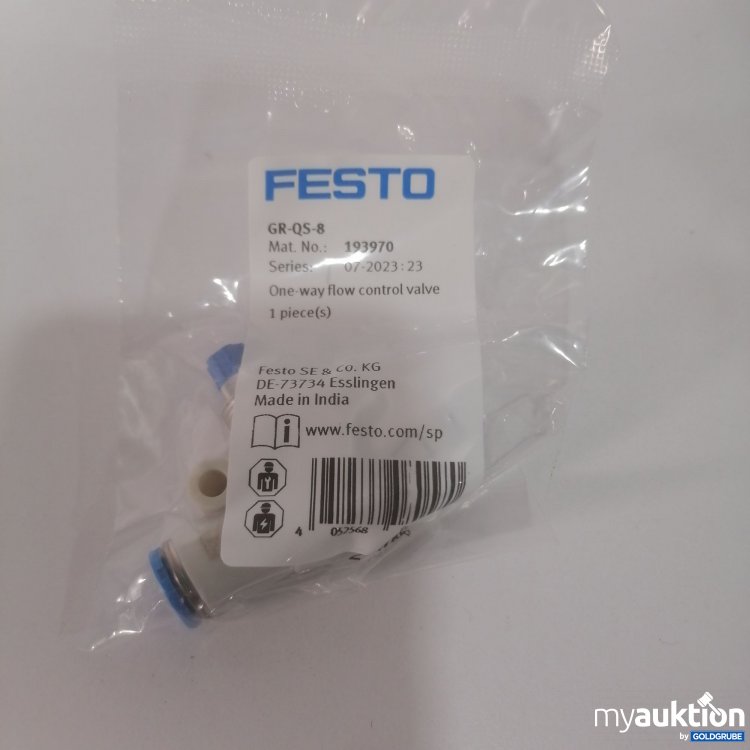 FESTO
GR-QS-8
Mat. No.: 193970
Series: 07-2023:23
One-way flow control valve
1 piece(s)
Festo SE & Co. KG
DE-73734 Esslingen
Made in India
www.festo.com/sp
4 052568
myauktion
by GOLDGRUBE